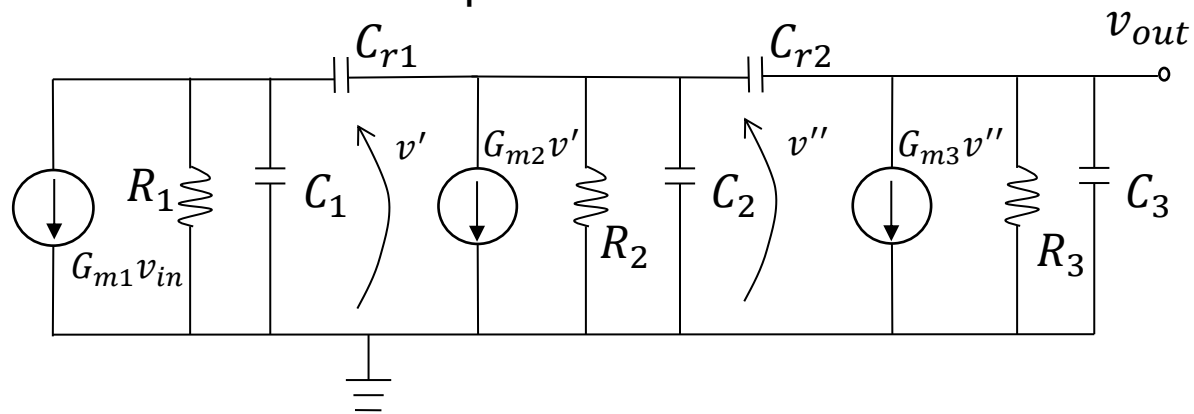 C_{r1}
C_{r2}
v_{out}
G_{m1}v_{in}
R_1
C_1
v'
G_{m2}v'
R_2
C_2
v''
G_{m3}v''
R_3
C_3